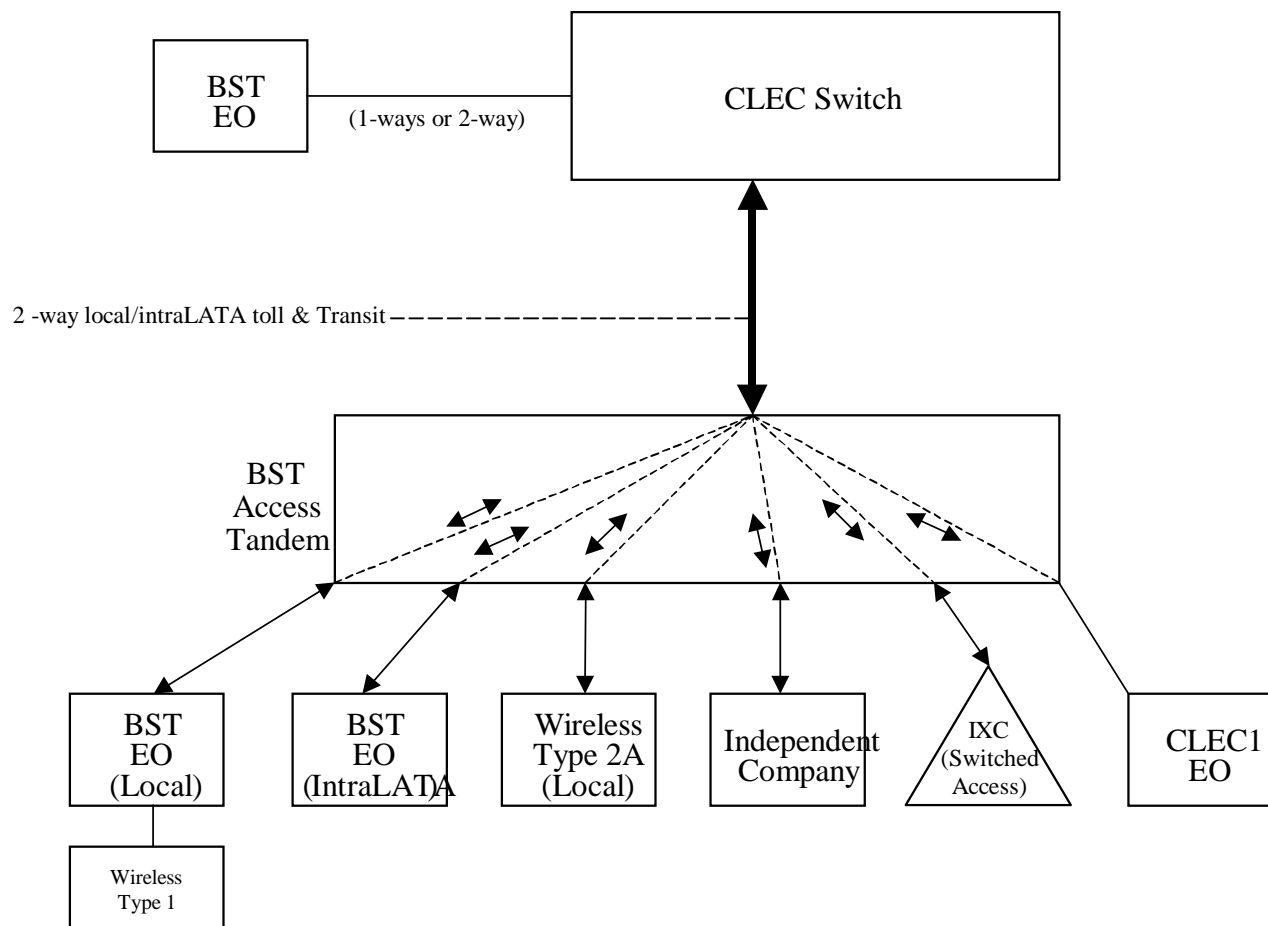 BST
EO
(1-ways or 2-way)
CLEC Switch
2 -way local/intraLATA toll & Transit
BST
Access
Tandem
BST
EO
(Local)
BST
EO
(IntraLAT)A
Wireless
Type 2A
(Local)
Independent
Company
IXC
(Switched
Access)
CLEC1
EO
Wireless
Type 1